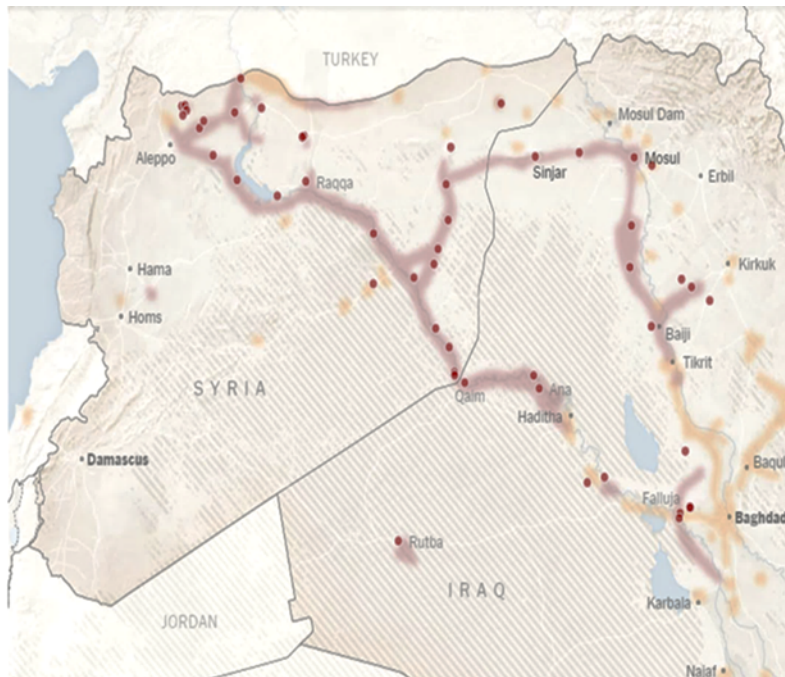 TURKEY
Mosul Dam
Aleppo
Sinjar
Mosul
Erbil
Raqqa
Hama
Kirkuk
Homs
Baiji
Tikrit
SYRIA
Qaim
Ana
Haditha
Damascus
Baqu
Falluja
Baghdad
Rutba
IRAQ
Karbala
JORDAN
Najaf